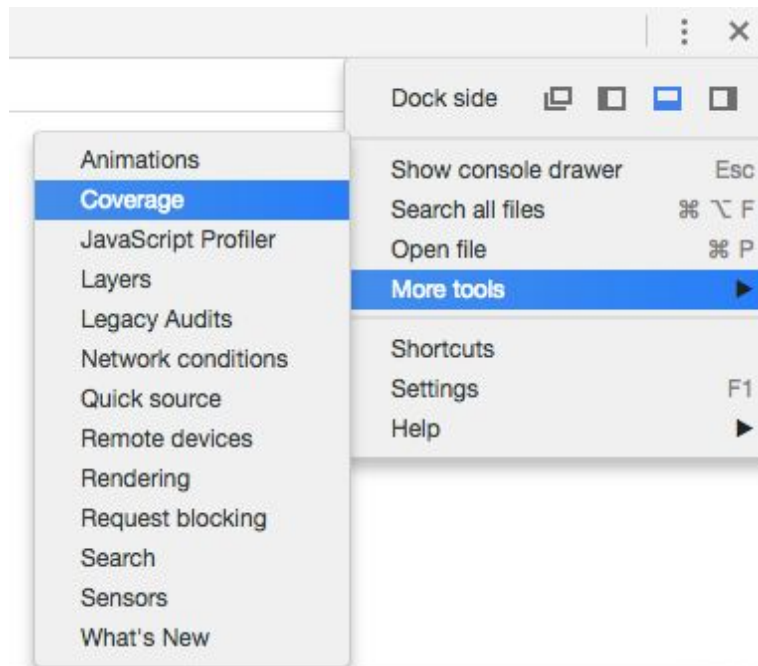 Dock side
Show console drawer Esc
Search all files ⌘ ⌥ F
Open file ⌘ P
More tools ▶
Shortcuts
Settings F1
Help ▶
Animations
Coverage
JavaScript Profiler
Layers
Legacy Audits
Network conditions
Quick source
Remote devices
Rendering
Request blocking
Search
Sensors
What's New